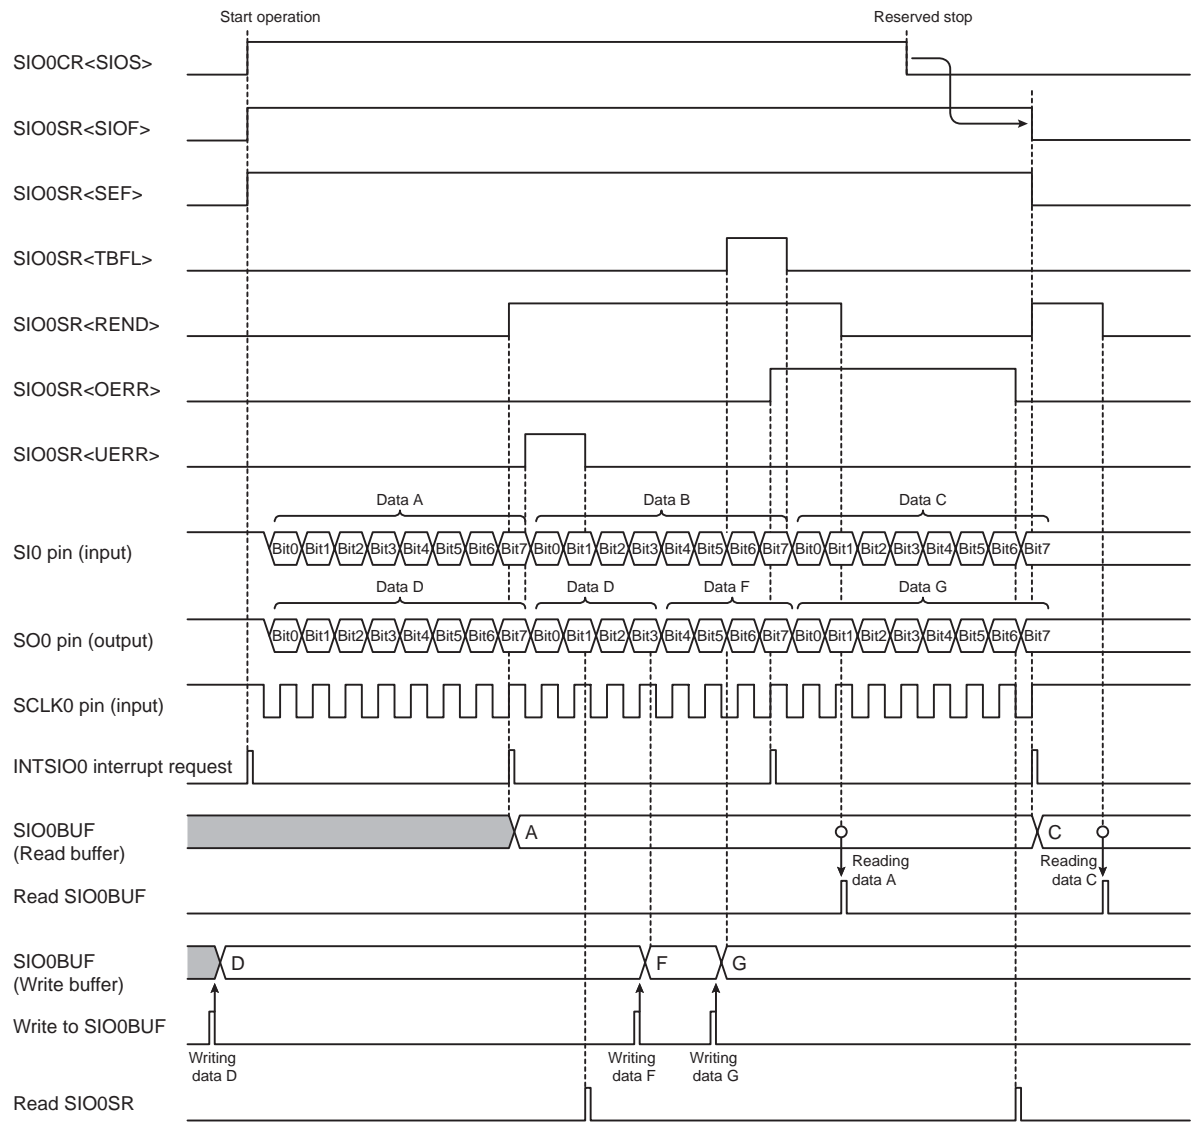 Start operation Reserved stop
SIO0CR<SIOS>
SIO0SR<SIOF>
SIO0SR<SEF>
SIO0SR<TBFL>
SIO0SR<REND>
SIO0SR<OERR>
SIO0SR<UERR>
Data A Data B Data C
SI0 pin (input) Bit0 Bit1 Bit2 Bit3 Bit4 Bit5 Bit6 Bit7 Bit0 Bit1 Bit2 Bit3 Bit4 Bit5 Bit6 Bit7 Bit0 Bit1 Bit2 Bit3 Bit4 Bit5 Bit6 Bit7
Data D Data D Data F Data G
SO0 pin (output) Bit0 Bit1 Bit2 Bit3 Bit4 Bit5 Bit6 Bit7 Bit0 Bit1 Bit2 Bit3 Bit4 Bit5 Bit6 Bit7 Bit0 Bit1 Bit2 Bit3 Bit4 Bit5 Bit6 Bit7
SCLK0 pin (input)
INTSIO0 interrupt request
SIO0BUF
(Read buffer)
A C
Reading
data A
Reading
data C
Read SIO0BUF
SIO0BUF
(Write buffer)
D F G
Write to SIO0BUF
Writing
data D
Writing
data F
Writing
data G
Read SIO0SR